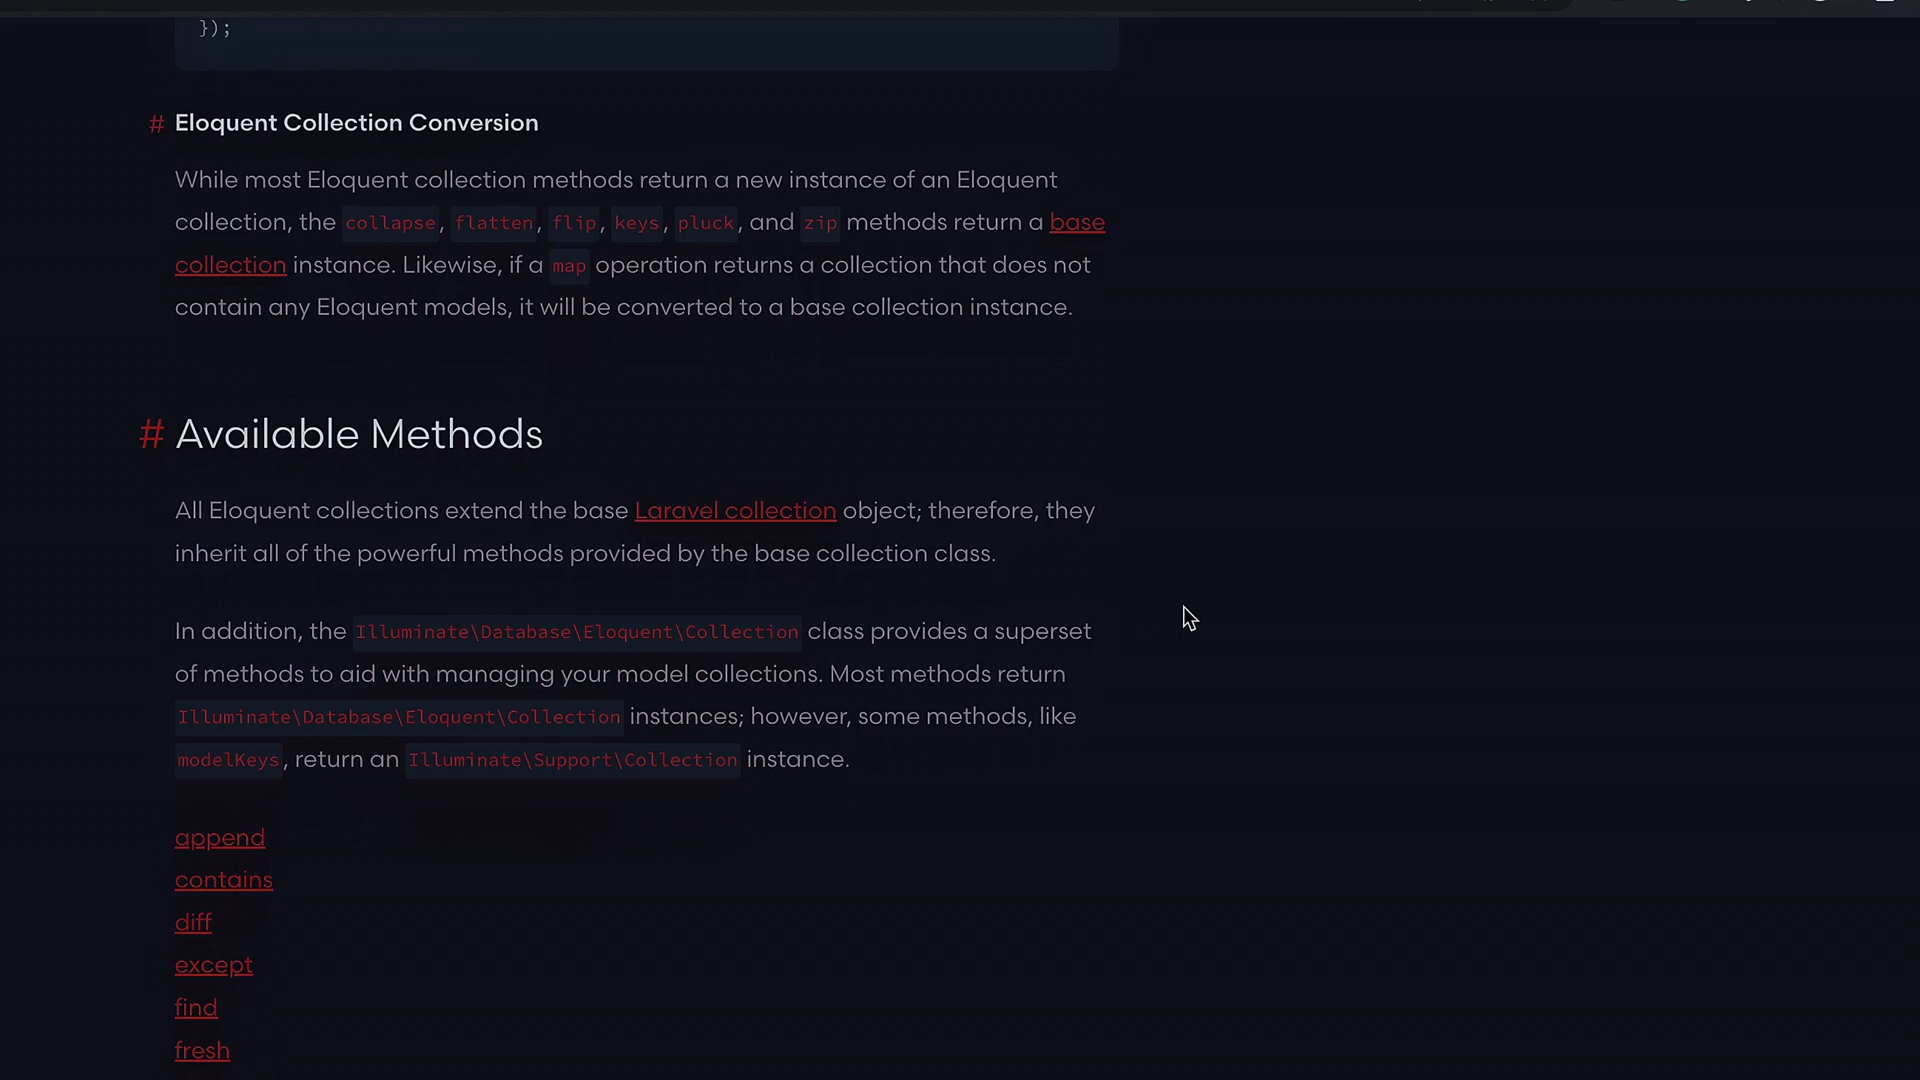 });
# Eloquent Collection Conversion
While most Eloquent collection methods return a new instance of an Eloquent
collection, the collapse, flatten, flip, keys, pluck, and zip methods return a base
collection instance. Likewise, if a map operation returns a collection that does not
contain any Eloquent models, it will be converted to a base collection instance.
# Available Methods
All Eloquent collections extend the base Laravel collection object; therefore, they
inherit all of the powerful methods provided by the base collection class.
In addition, the Illuminate\Database\Eloquent\Collection class provides a superset
of methods to aid with managing your model collections. Most methods return
Illuminate\Database\Eloquent\Collection instances; however, some methods, like
modelKeys, return an Illuminate\Support\Collection instance.
append
contains
diff
except
find
fresh